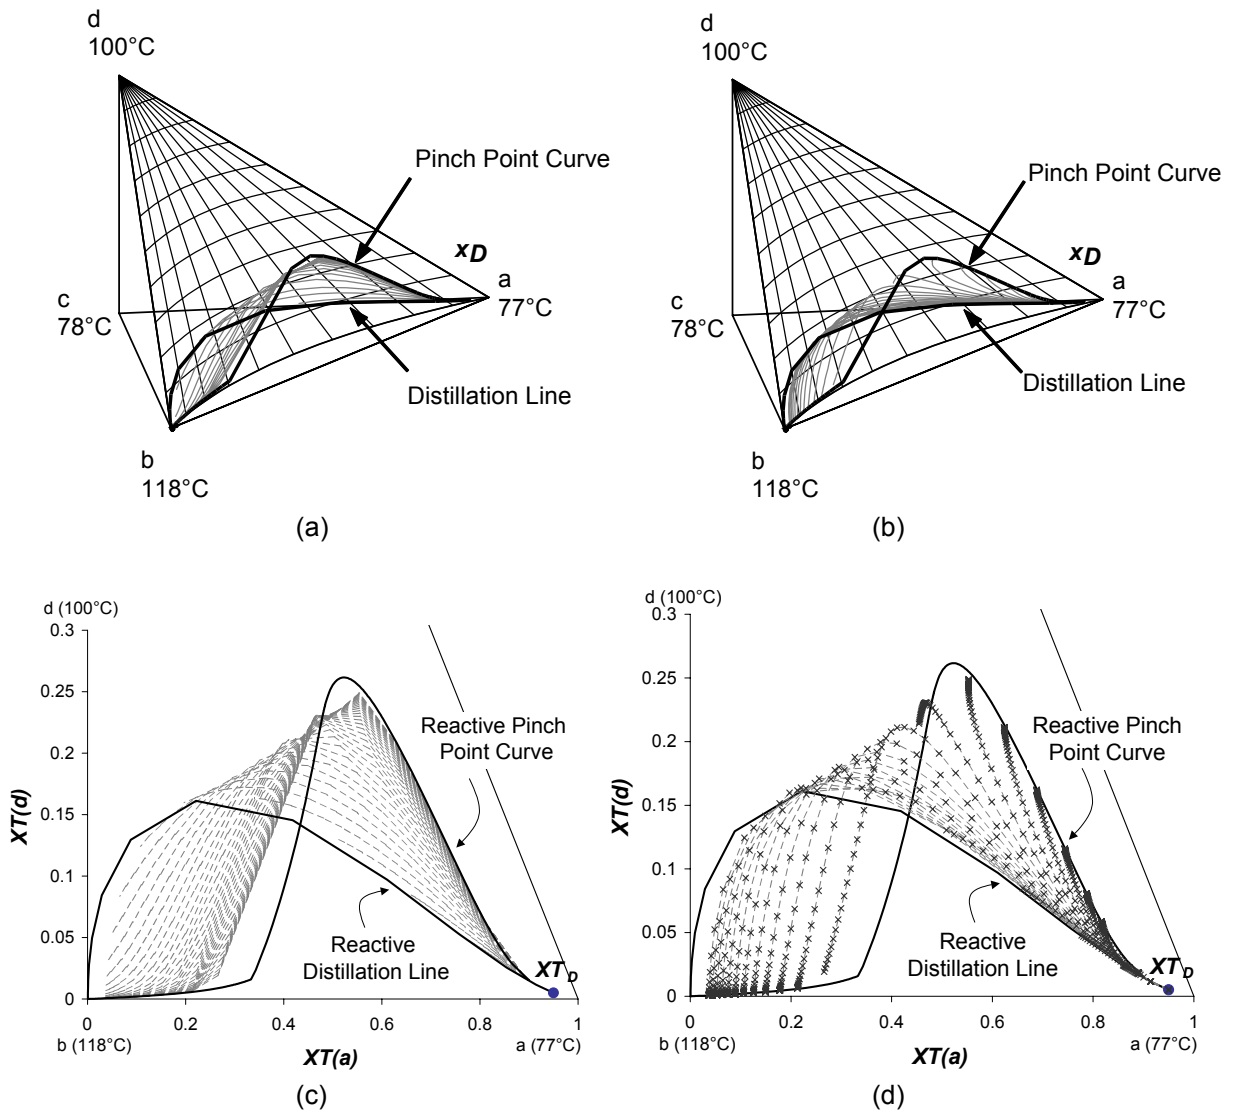 d
100°C
Pinch Point Curve
xD
a
77°C
c
78°C
Distillation Line
b
118°C
(a)
d
100°C
Pinch Point Curve
xD
a
77°C
c
78°C
Distillation Line
b
118°C
(b)
d (100°C)
0.3
0.25
0.2
0.15
0.1
0.05
0
XT(d)
Reactive Pinch
Point Curve
Reactive
Distillation Line
XT D
0 0.2 0.4 0.6 0.8 1
b (118°C)
XT(a)
a (77°C)
(c)
d (100°C)
0.3
0.25
0.2
0.15
0.1
0.05
0
XT(d)
Reactive Pinch
Point Curve
Reactive
Distillation Line
XT D
0 0.2 0.4 0.6 0.8 1
b (118°C)
XT(a)
a (77°C)
(d)